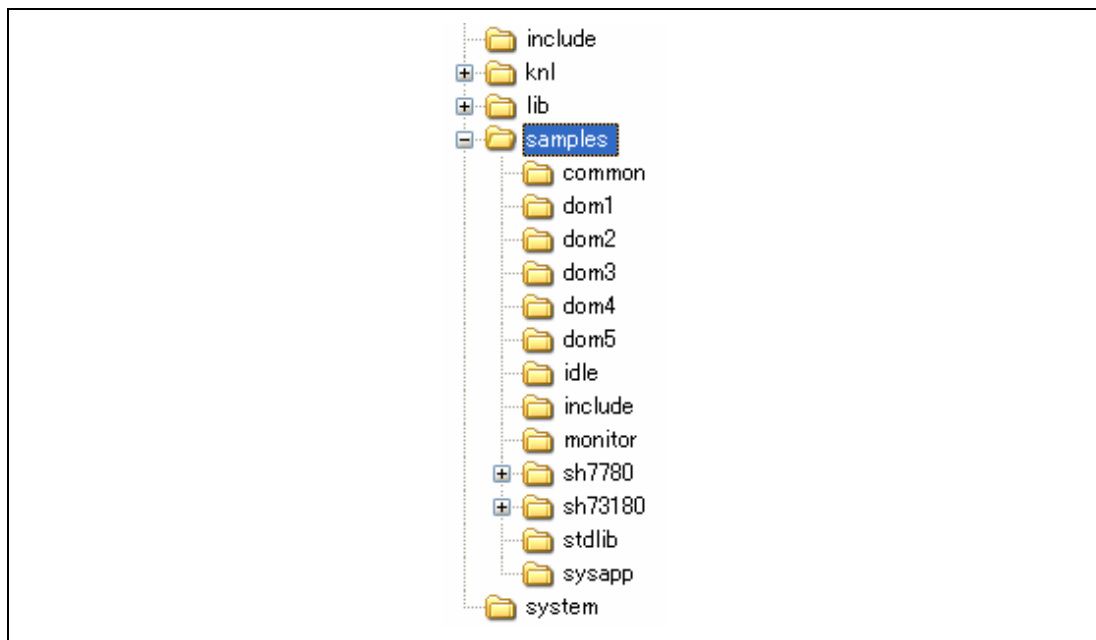 include
knl
lib
samples
common
dom1
dom2
dom3
dom4
dom5
idle
include
monitor
sh7780
sh73180
stdlib
sysapp
system